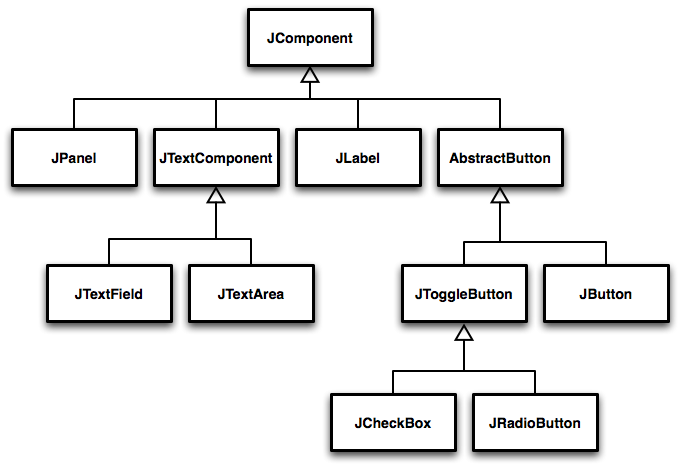 JComponent
JPanel
JTextComponent
JLabel
AbstractButton
JTextField
JTextArea
JToggleButton
JButton
JCheckBox
JRadioButton